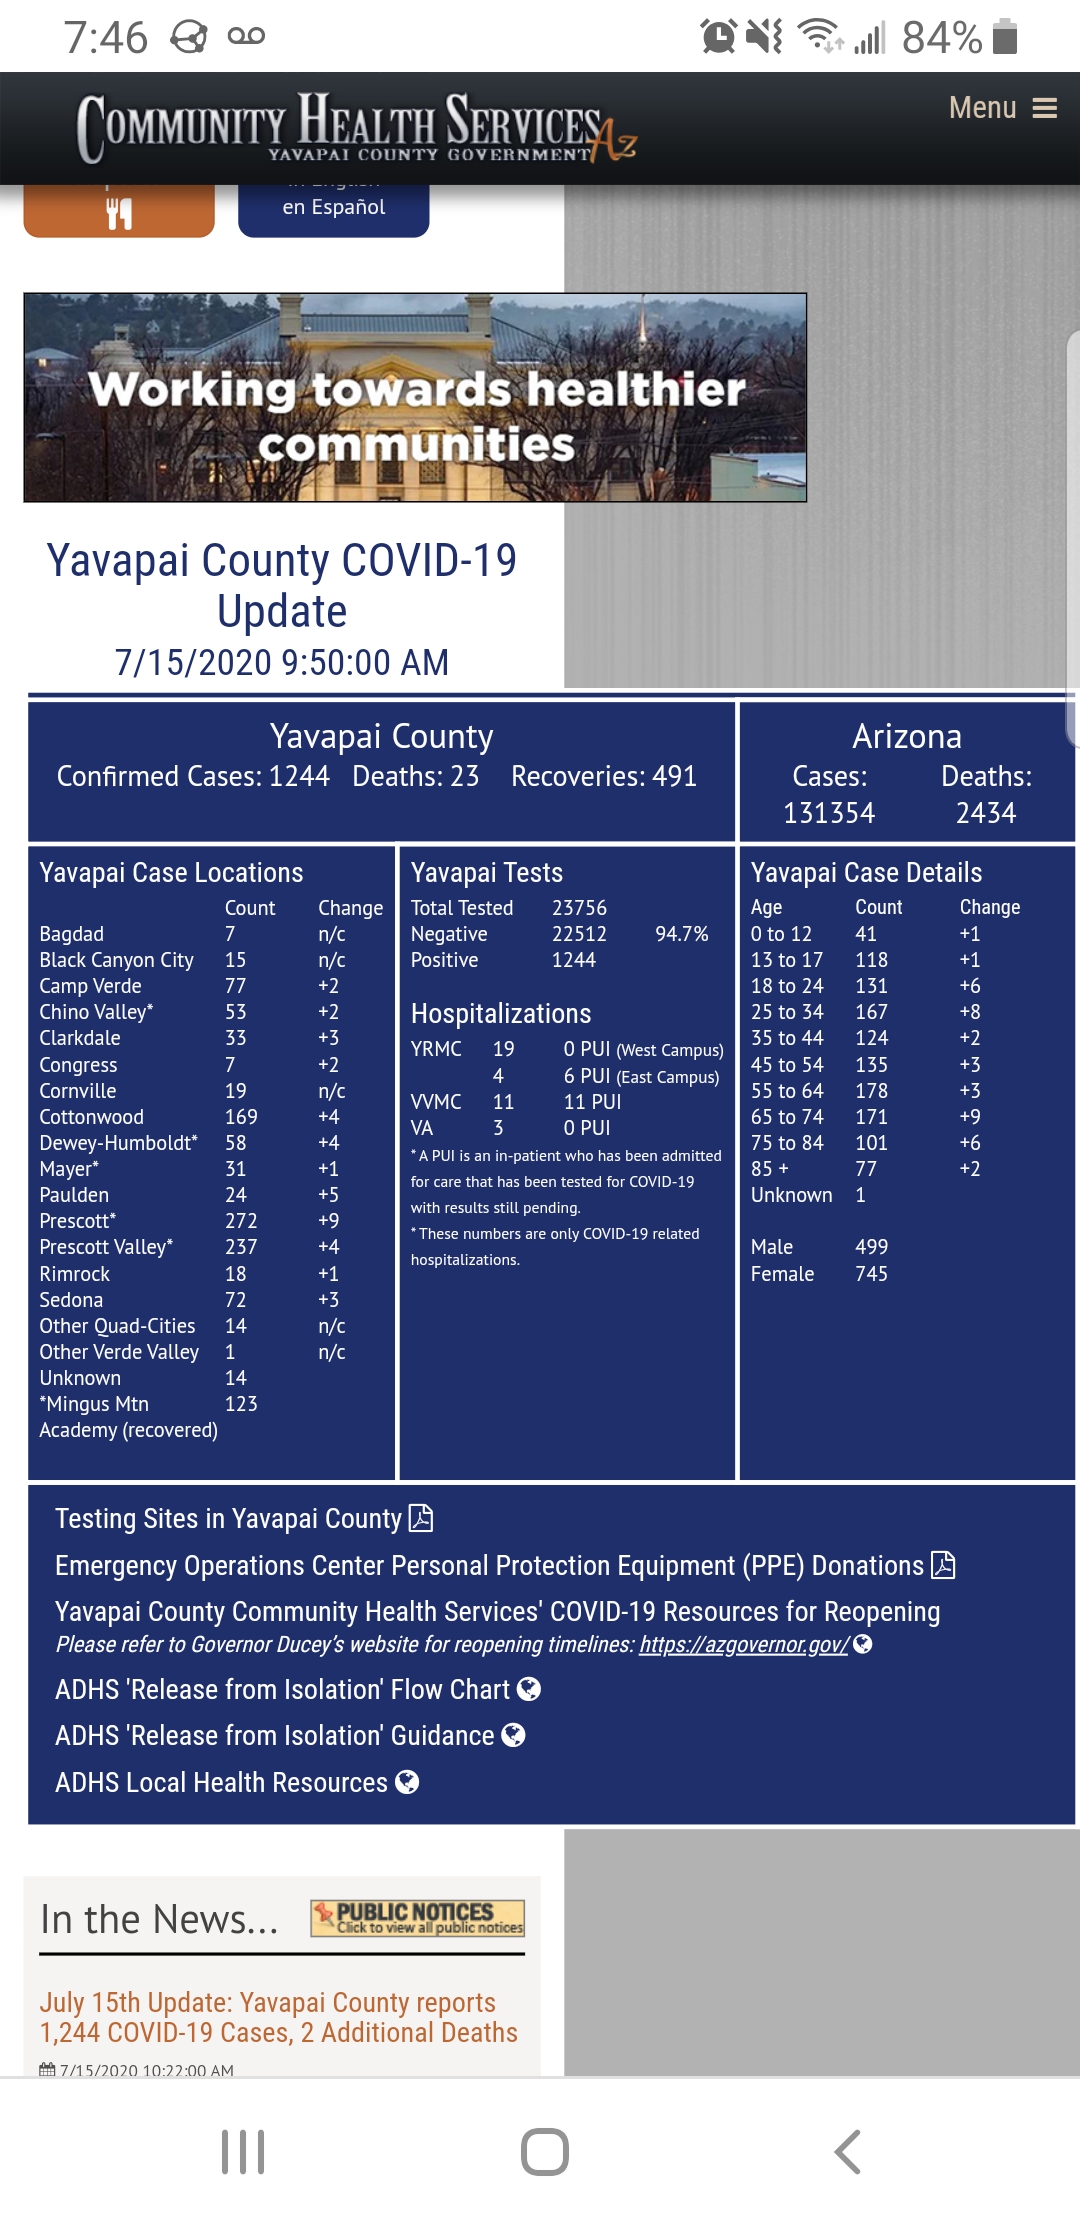 7:46 84%
COMMUNITY HEALTH SERVICES Az
YAVAPAI COUNTY GOVERNMENT
Menu
in English
en Español
Working towards healthier
communities
Yavapai County COVID-19
Update
7/15/2020 9:50:00 AM
Yavapai County
Confirmed Cases: 1244 Deaths: 23 Recoveries: 491
Arizona
Cases: Deaths:
131354 2434
Yavapai Case Locations
Count Change
Bagdad 7 n/c
Black Canyon City 15 n/c
Camp Verde 77 +2
Chino Valley* 53 +2
Clarkdale 33 +3
Congress 7 +2
Cornville 19 n/c
Cottonwood 169 +4
Dewey-Humboldt* 58 +4
Mayer* 31 +1
Paulden 24 +5
Prescott* 272 +9
Prescott Valley* 237 +4
Rimrock 18 +1
Sedona 72 +3
Other Quad-Cities 14 n/c
Other Verde Valley 1 n/c
Unknown 14
*Mingus Mtn 123
Academy (recovered)
Yavapai Tests
Total Tested 23756
Negative 22512 94.7%
Positive 1244
Hospitalizations
YRMC 19 0 PUI (West Campus)
4 6 PUI (East Campus)
VVMC 11 11 PUI
VA 3 0 PUI
* A PUI is an in-patient who has been admitted
for care that has been tested for COVID-19
with results still pending.
* These numbers are only COVID-19 related
hospitalizations.
Yavapai Case Details
Age Count Change
0 to 12 41 +1
13 to 17 118 +1
18 to 24 131 +6
25 to 34 167 +8
35 to 44 124 +2
45 to 54 135 +3
55 to 64 178 +3
65 to 74 171 +9
75 to 84 101 +6
85 + 77 +2
Unknown 1
Male 499
Female 745
Testing Sites in Yavapai County
Emergency Operations Center Personal Protection Equipment (PPE) Donations
Yavapai County Community Health Services' COVID-19 Resources for Reopening
Please refer to Governor Ducey's website for reopening timelines: https://azgovernor.gov/
ADHS 'Release from Isolation' Flow Chart
ADHS 'Release from Isolation' Guidance
ADHS Local Health Resources
In the News...
PUBLIC NOTICES
Click to view all public notices
July 15th Update: Yavapai County reports
1,244 COVID-19 Cases, 2 Additional Deaths
7/15/2020 10:22:00 AM